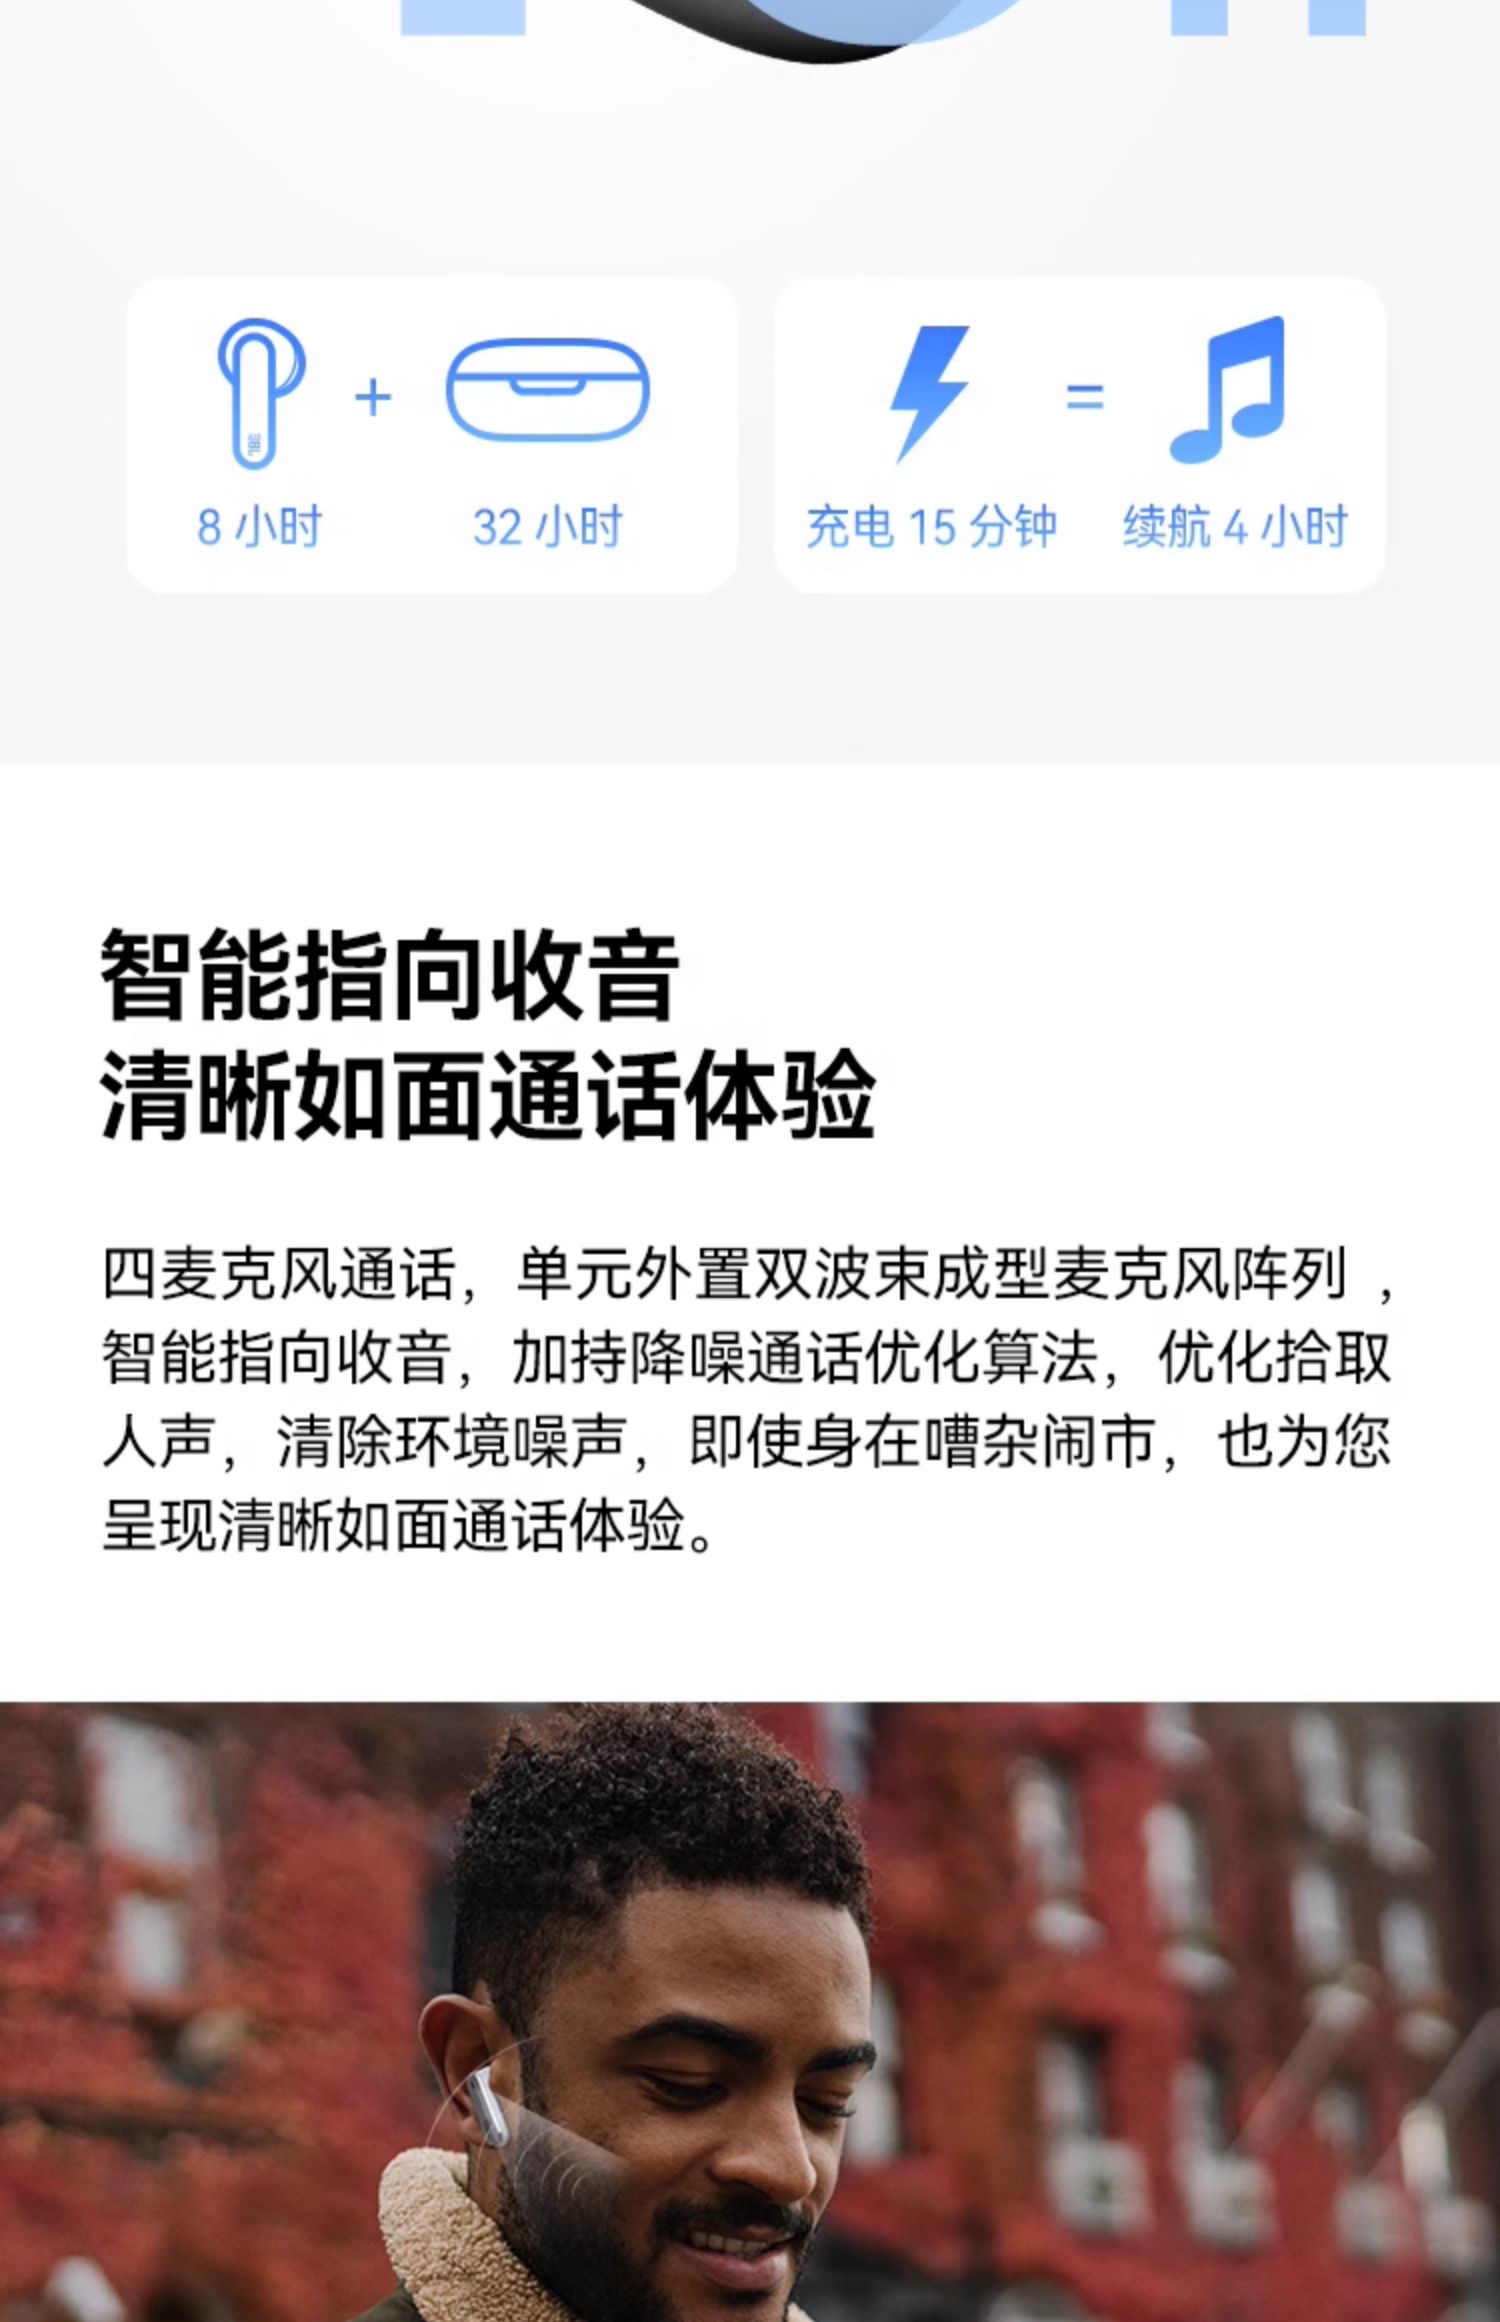 JBL
8 小时
32 小时
充电 15 分钟
续航 4 小时
智能指向收音
清晰如面通话体验
四麦克风通话，单元外置双波束成型麦克风阵列 ，
智能指向收音，加持降噪通话优化算法，优化拾取
人声，清除环境噪声，即使身在嘈杂闹市，也为您
呈现清晰如面通话体验。